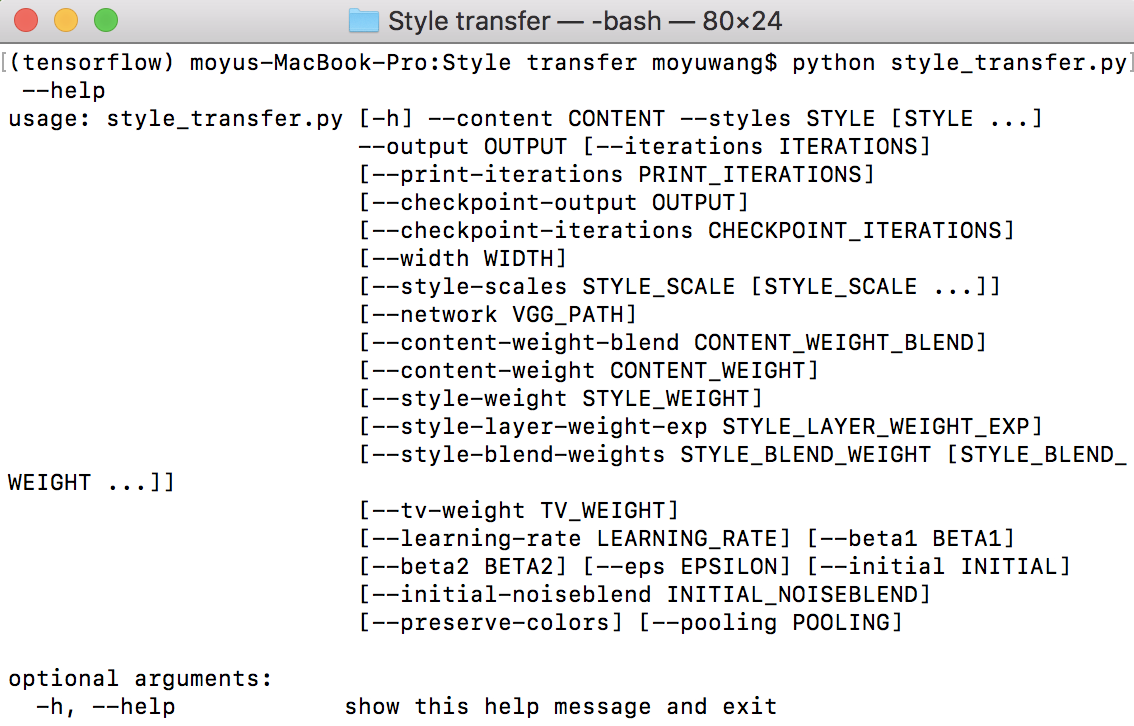 Style transfer — -bash — 80×24
[(tensorflow) moyus-MacBook-Pro:Style transfer moyuwang$ python style_transfer.py]
 --help
usage: style_transfer.py [-h] --content CONTENT --styles STYLE [STYLE ...]
                         --output OUTPUT [--iterations ITERATIONS]
                         [--print-iterations PRINT_ITERATIONS]
                         [--checkpoint-output OUTPUT]
                         [--checkpoint-iterations CHECKPOINT_ITERATIONS]
                         [--width WIDTH]
                         [--style-scales STYLE_SCALE [STYLE_SCALE ...]]
                         [--network VGG_PATH]
                         [--content-weight-blend CONTENT_WEIGHT_BLEND]
                         [--content-weight CONTENT_WEIGHT]
                         [--style-weight STYLE_WEIGHT]
                         [--style-layer-weight-exp STYLE_LAYER_WEIGHT_EXP]
                         [--style-blend-weights STYLE_BLEND_WEIGHT [STYLE_BLEND_
WEIGHT ...]]
                         [--tv-weight TV_WEIGHT]
                         [--learning-rate LEARNING_RATE] [--beta1 BETA1]
                         [--beta2 BETA2] [--eps EPSILON] [--initial INITIAL]
                         [--initial-noiseblend INITIAL_NOISEBLEND]
                         [--preserve-colors] [--pooling POOLING]
optional arguments:
  -h, --help            show this help message and exit